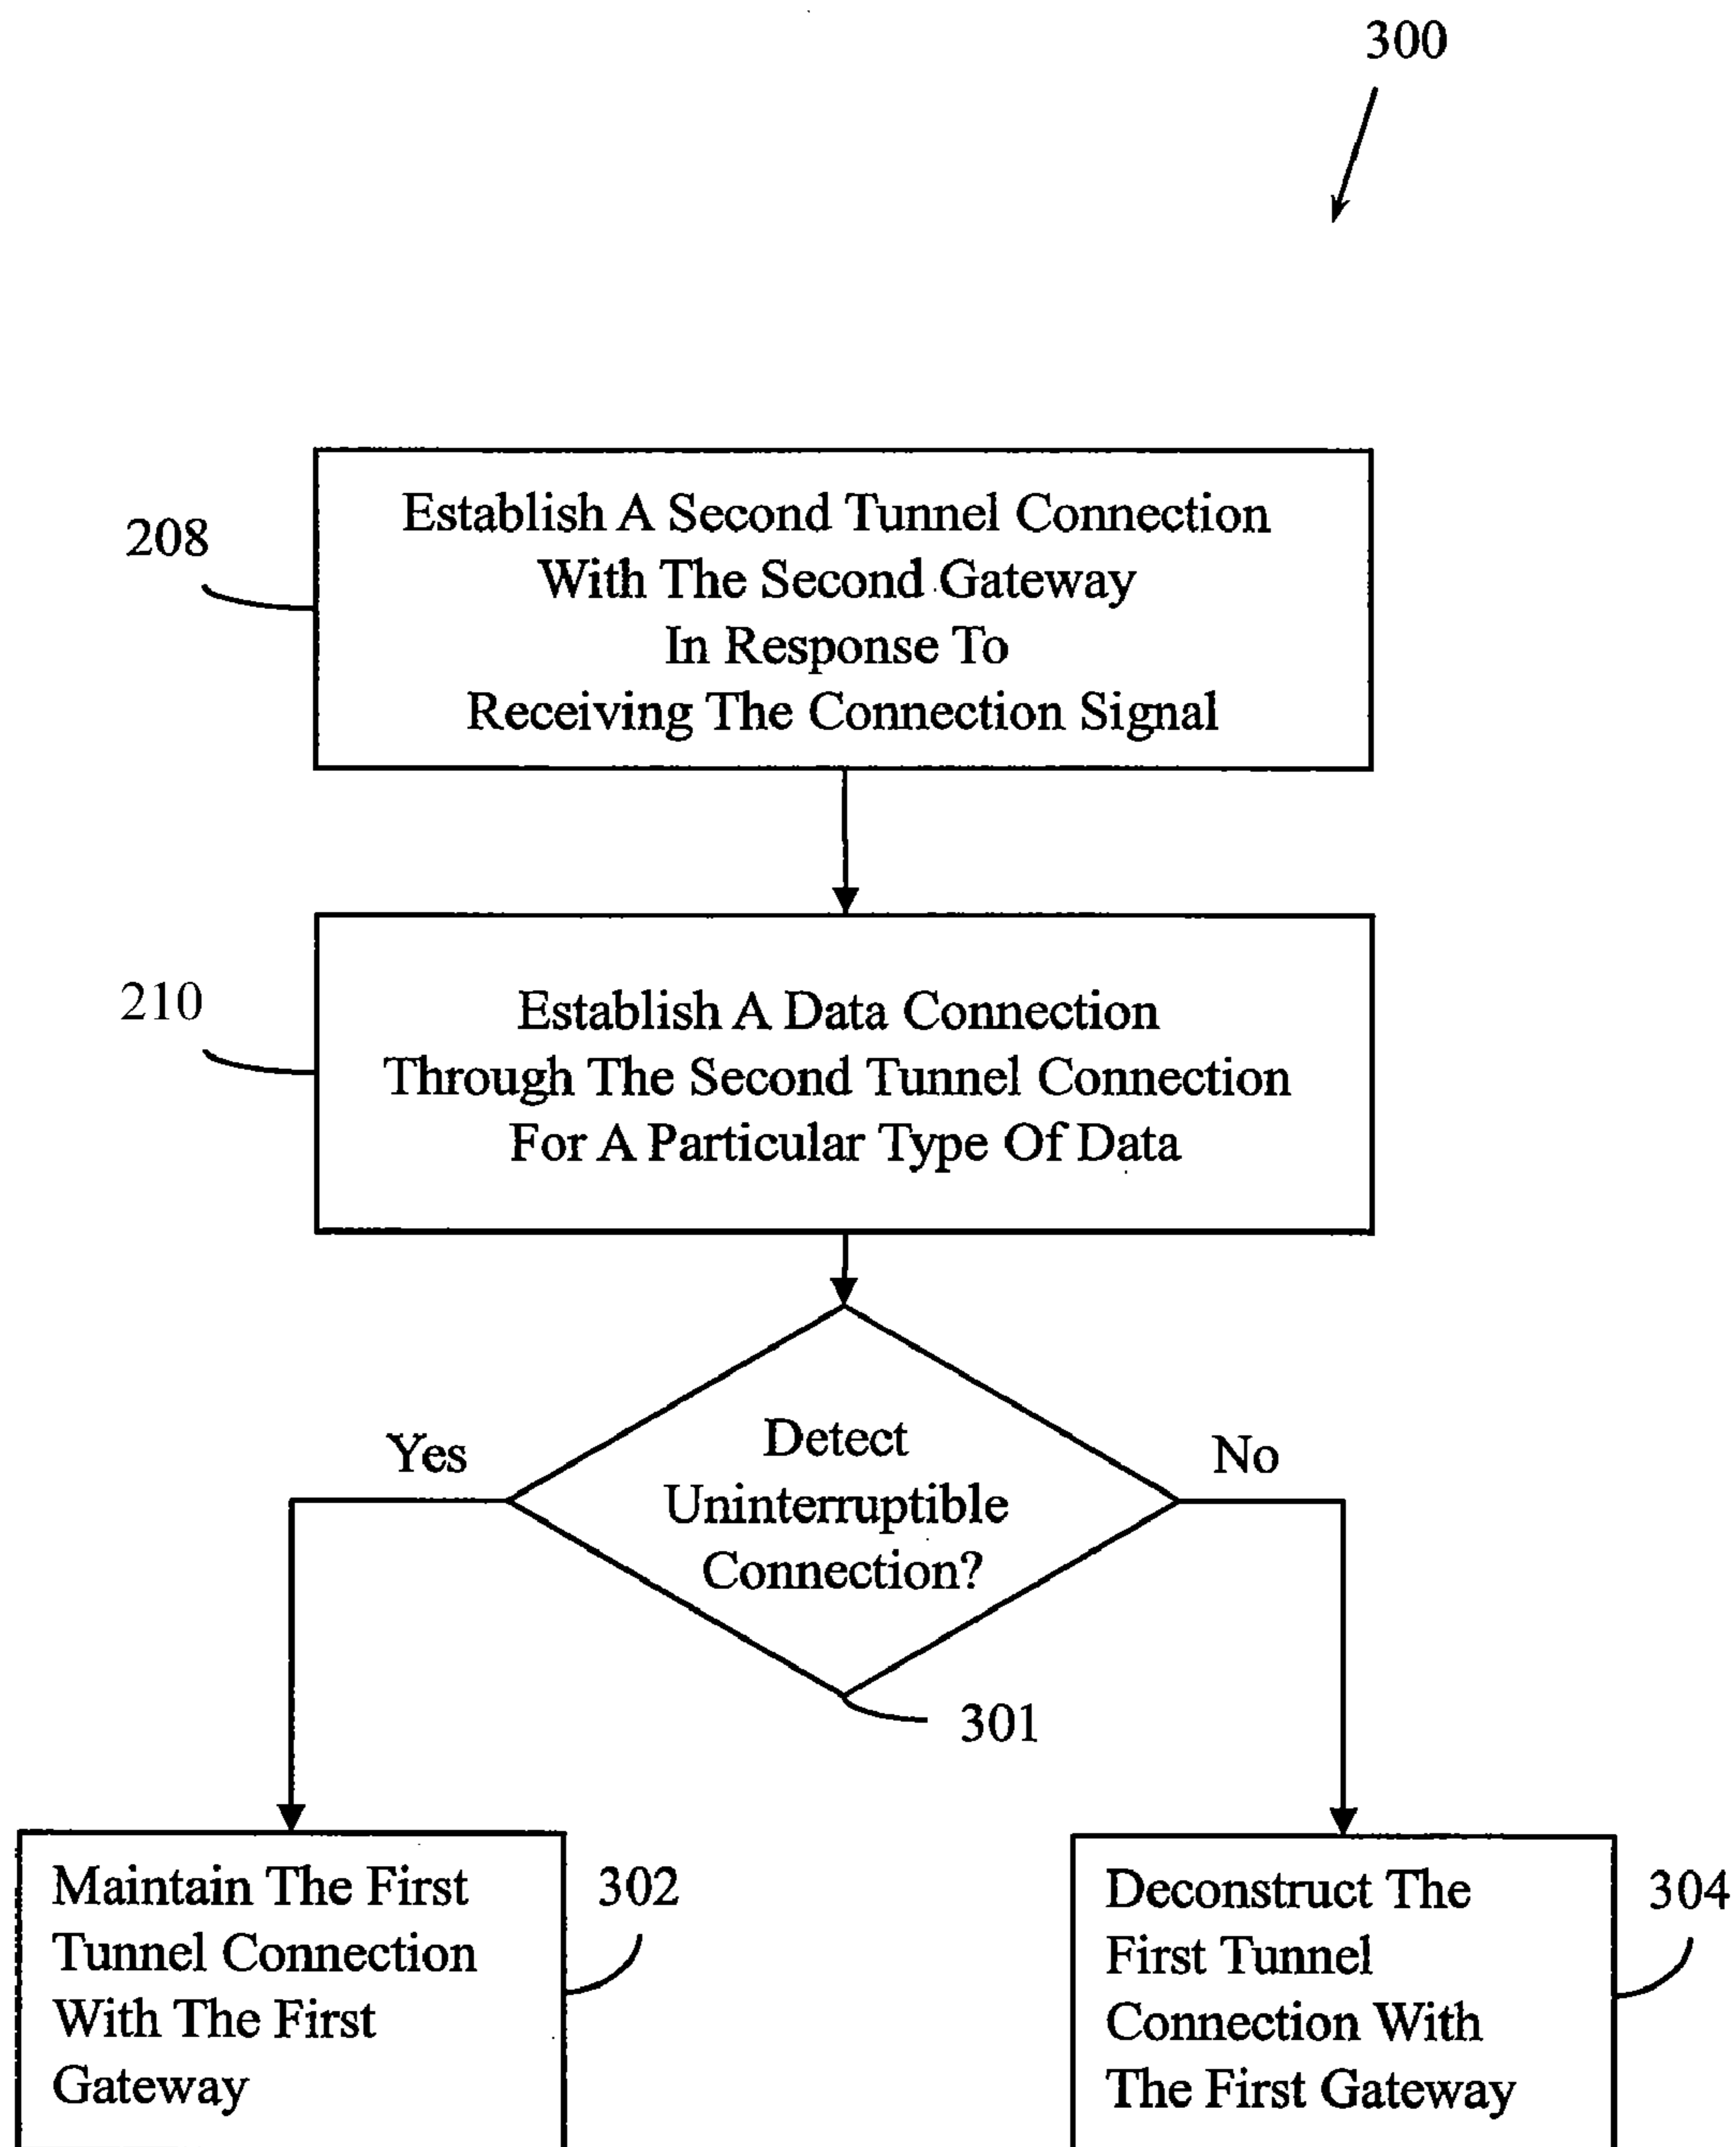 300
208
Establish A Second Tunnel Connection
With The Second Gateway
In Response To
Receiving The Connection Signal
210
Establish A Data Connection
Through The Second Tunnel Connection
For A Particular Type Of Data
Yes
Detect
Uninterruptible
Connection?
No
301
Maintain The First
Tunnel Connection
With The First
Gateway
302
Deconstruct The
First Tunnel
Connection With
The First Gateway
304